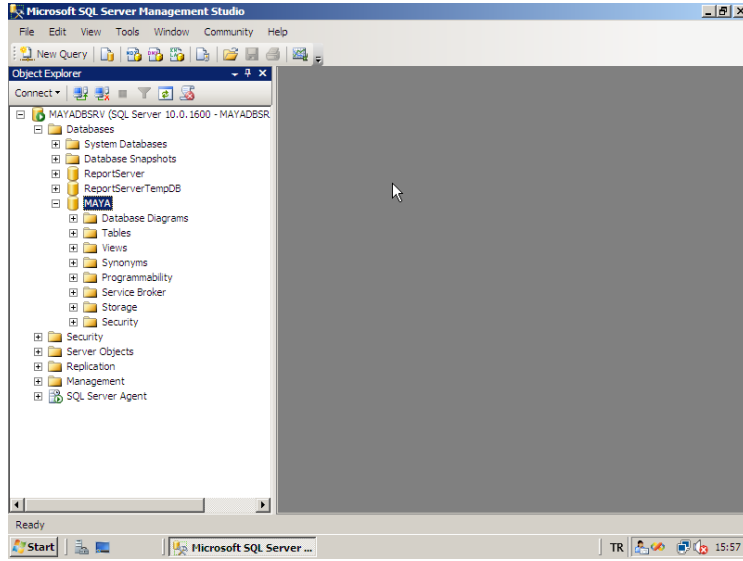 Microsoft SQL Server Management Studio
File Edit View Tools Window Community Help
New Query
Object Explorer
Connect
MAYADBSRV (SQL Server 10.0.1600 - MAYADBSR
Databases
System Databases
Database Snapshots
ReportServer
ReportServerTempDB
MAYA
Database Diagrams
Tables
Views
Synonyms
Programmability
Service Broker
Storage
Security
Security
Server Objects
Replication
Management
SQL Server Agent
Ready
Start Microsoft SQL Server ... TR 15:57